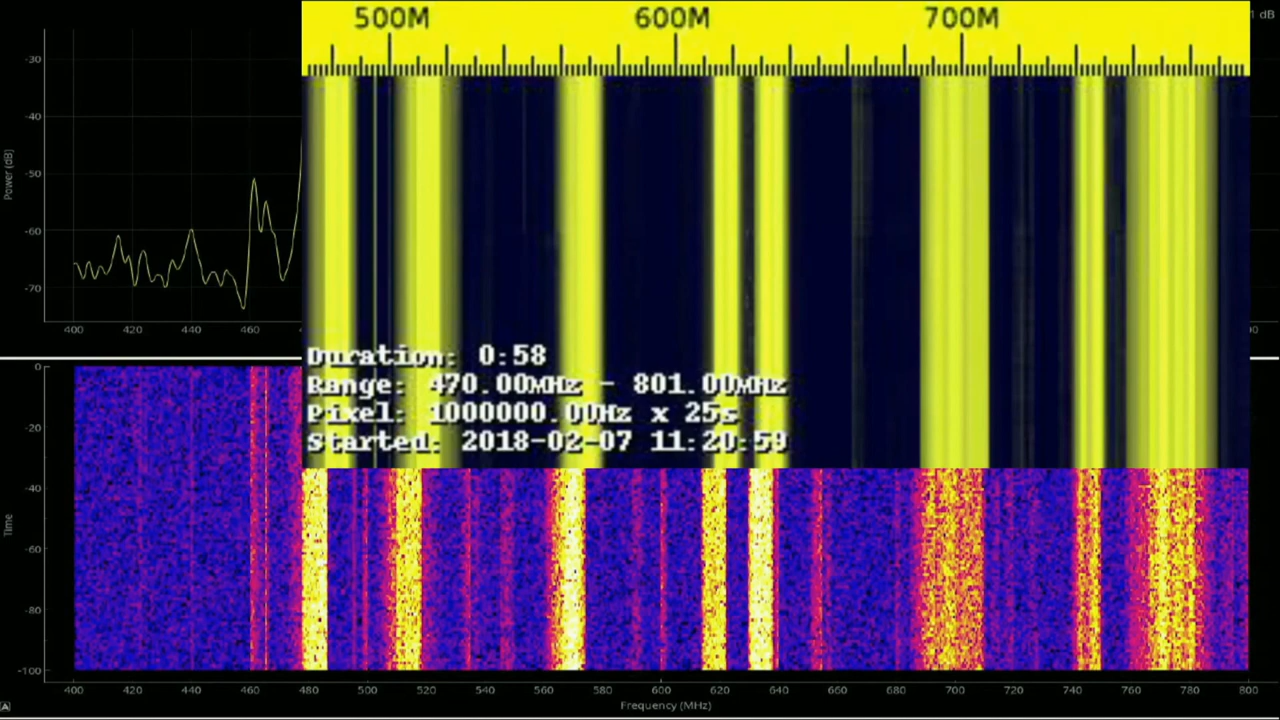 500M 600M 700M
1 dB
-30
-40
-50
-60
-70
Power (dB)
400 420 440 460
Duration: 0:58
Range: 470.00MHz - 801.00MHz
Pixel: 1000000.00Hz x 25s
Started: 2018-02-07 11:20:59
0
-20
-40
-60
-80
-100
Time
400 420 440 460 480 500 520 540 560 580 600 620 640 660 680 700 720 740 760 780 800
Frequency (MHz)
[A]